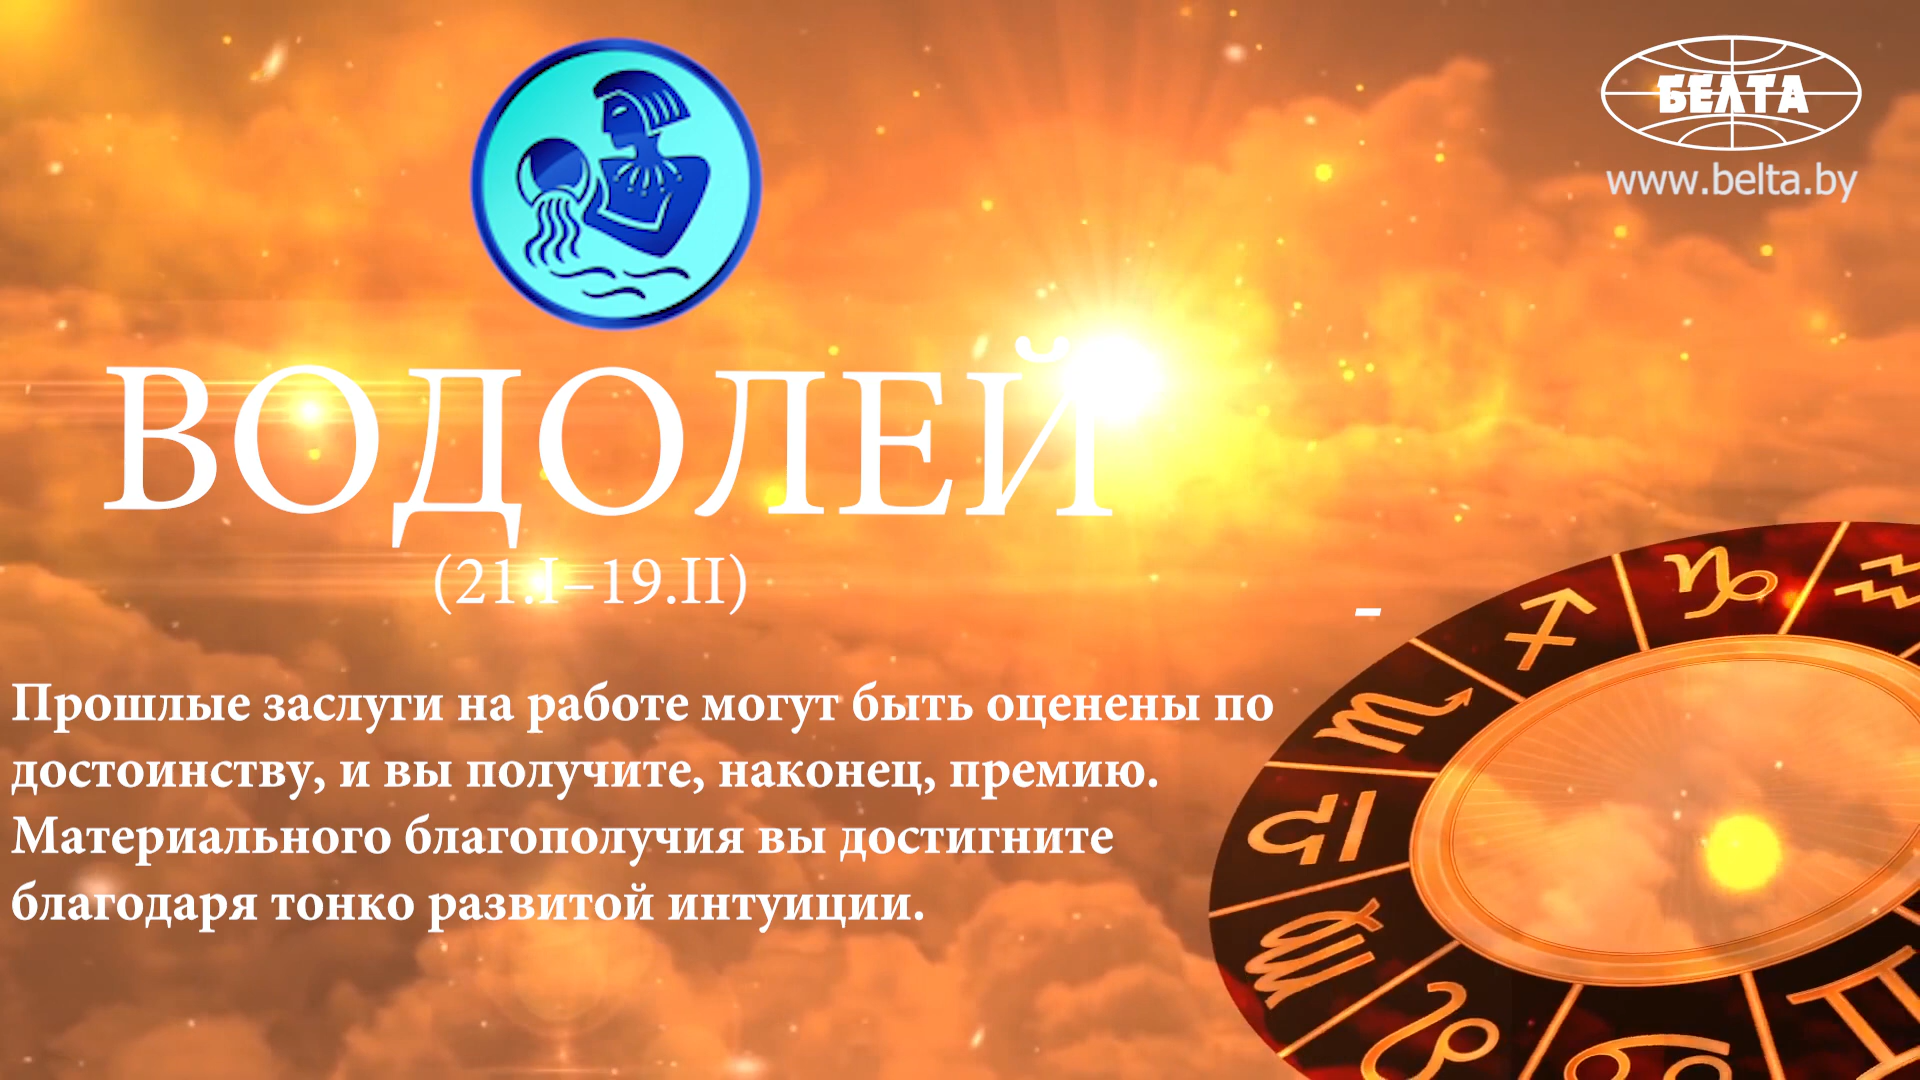 БЕЛТА
www.belta.by
ВОДОЛЕЙ
(21.I–19.II)
-
Прошлые заслуги на работе могут быть оценены по
достоинству, и вы получите, наконец, премию.
Материального благополучия вы достигните
благодаря тонко развитой интуиции.